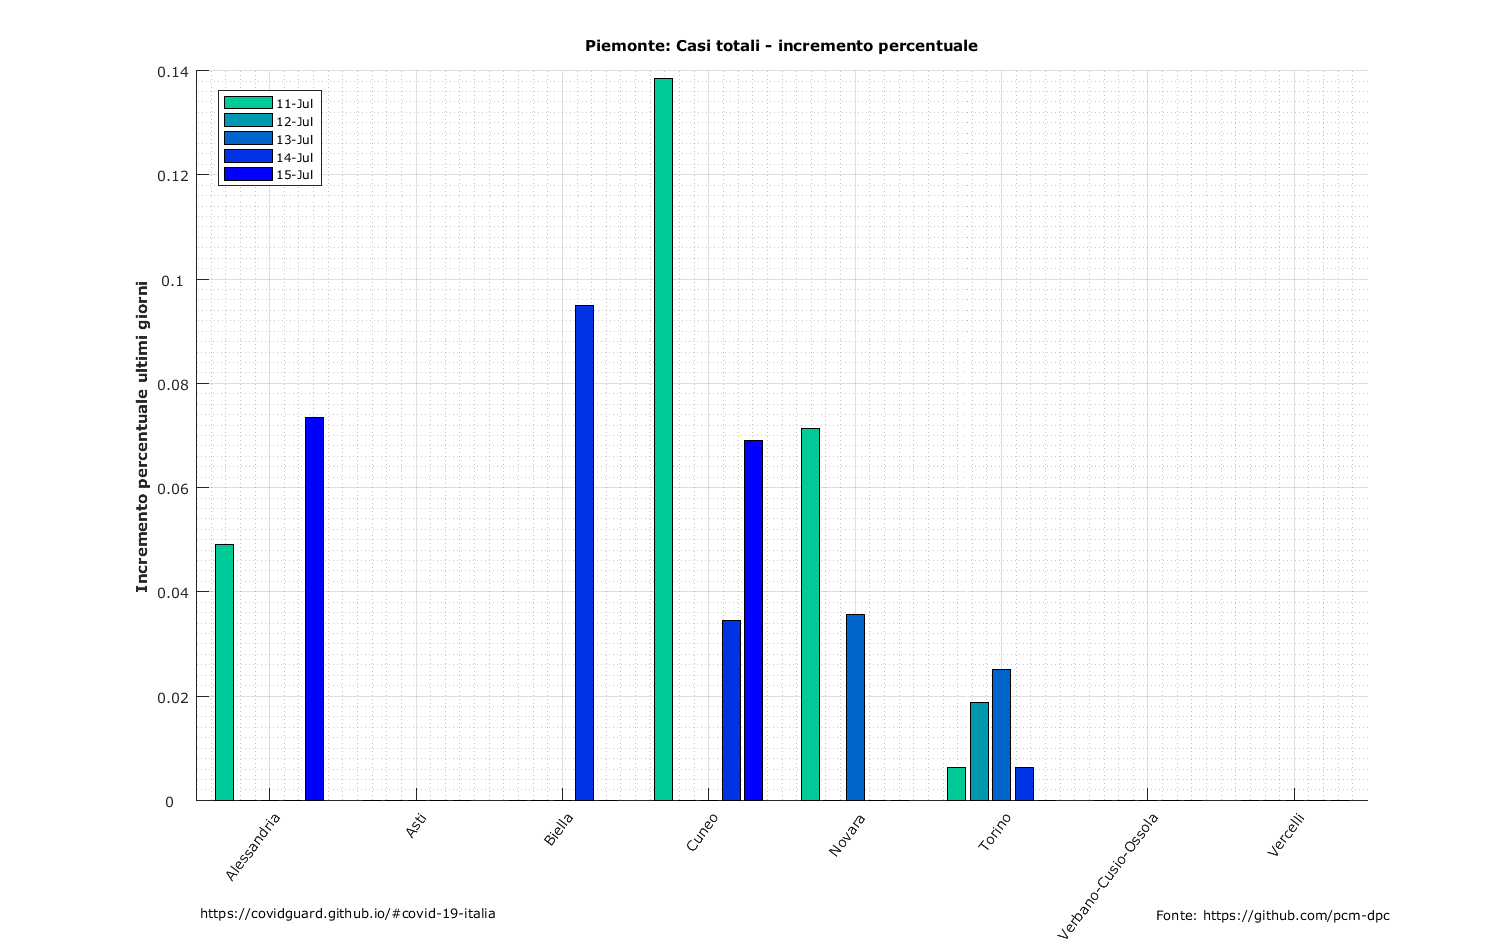 Piemonte: Casi totali - incremento percentuale
0.14
0.12
0.1
0.08
0.06
0.04
0.02
0
Incremento percentuale ultimi giorni
11-Jul
12-Jul
13-Jul
14-Jul
15-Jul
Alessandria
Asti
Biella
Cuneo
Novara
Torino
Verbano-Cusio-Ossola
Vercelli
https://covidguard.github.io/#covid-19-italia
Fonte: https://github.com/pcm-dpc